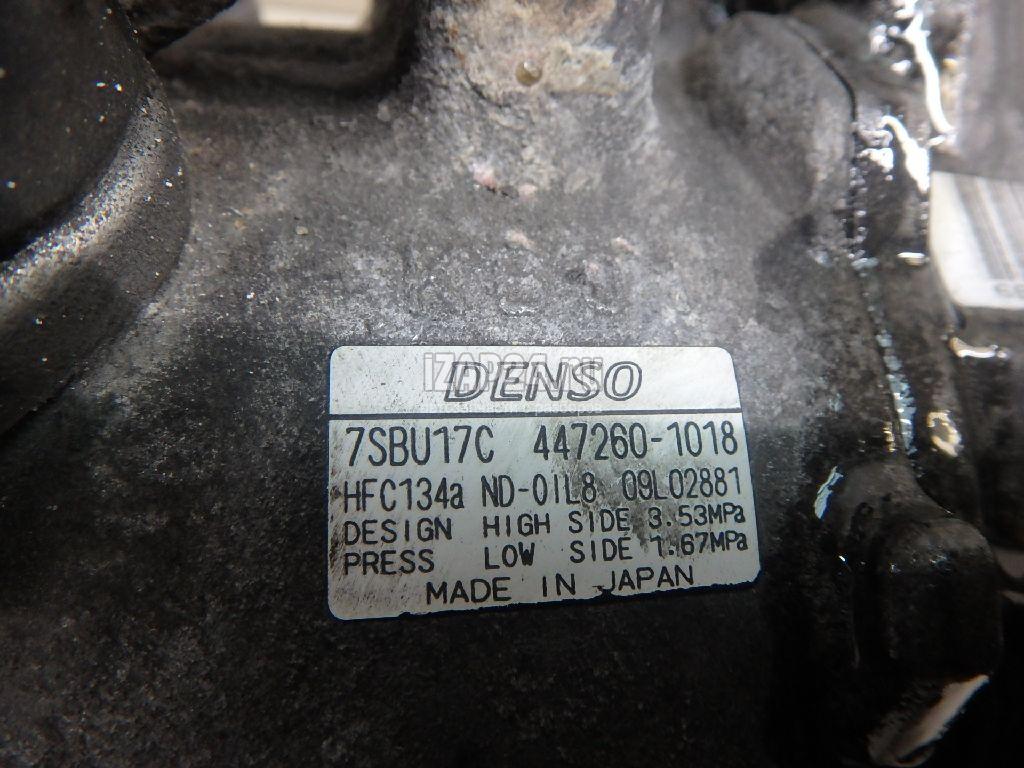 DENSO
7SBU17C 447260-1018
HFC134a ND-OIL8 09L02881
DESIGN HIGH SIDE 3.53MPa
PRESS LOW SIDE 1.67MPa
MADE IN JAPAN